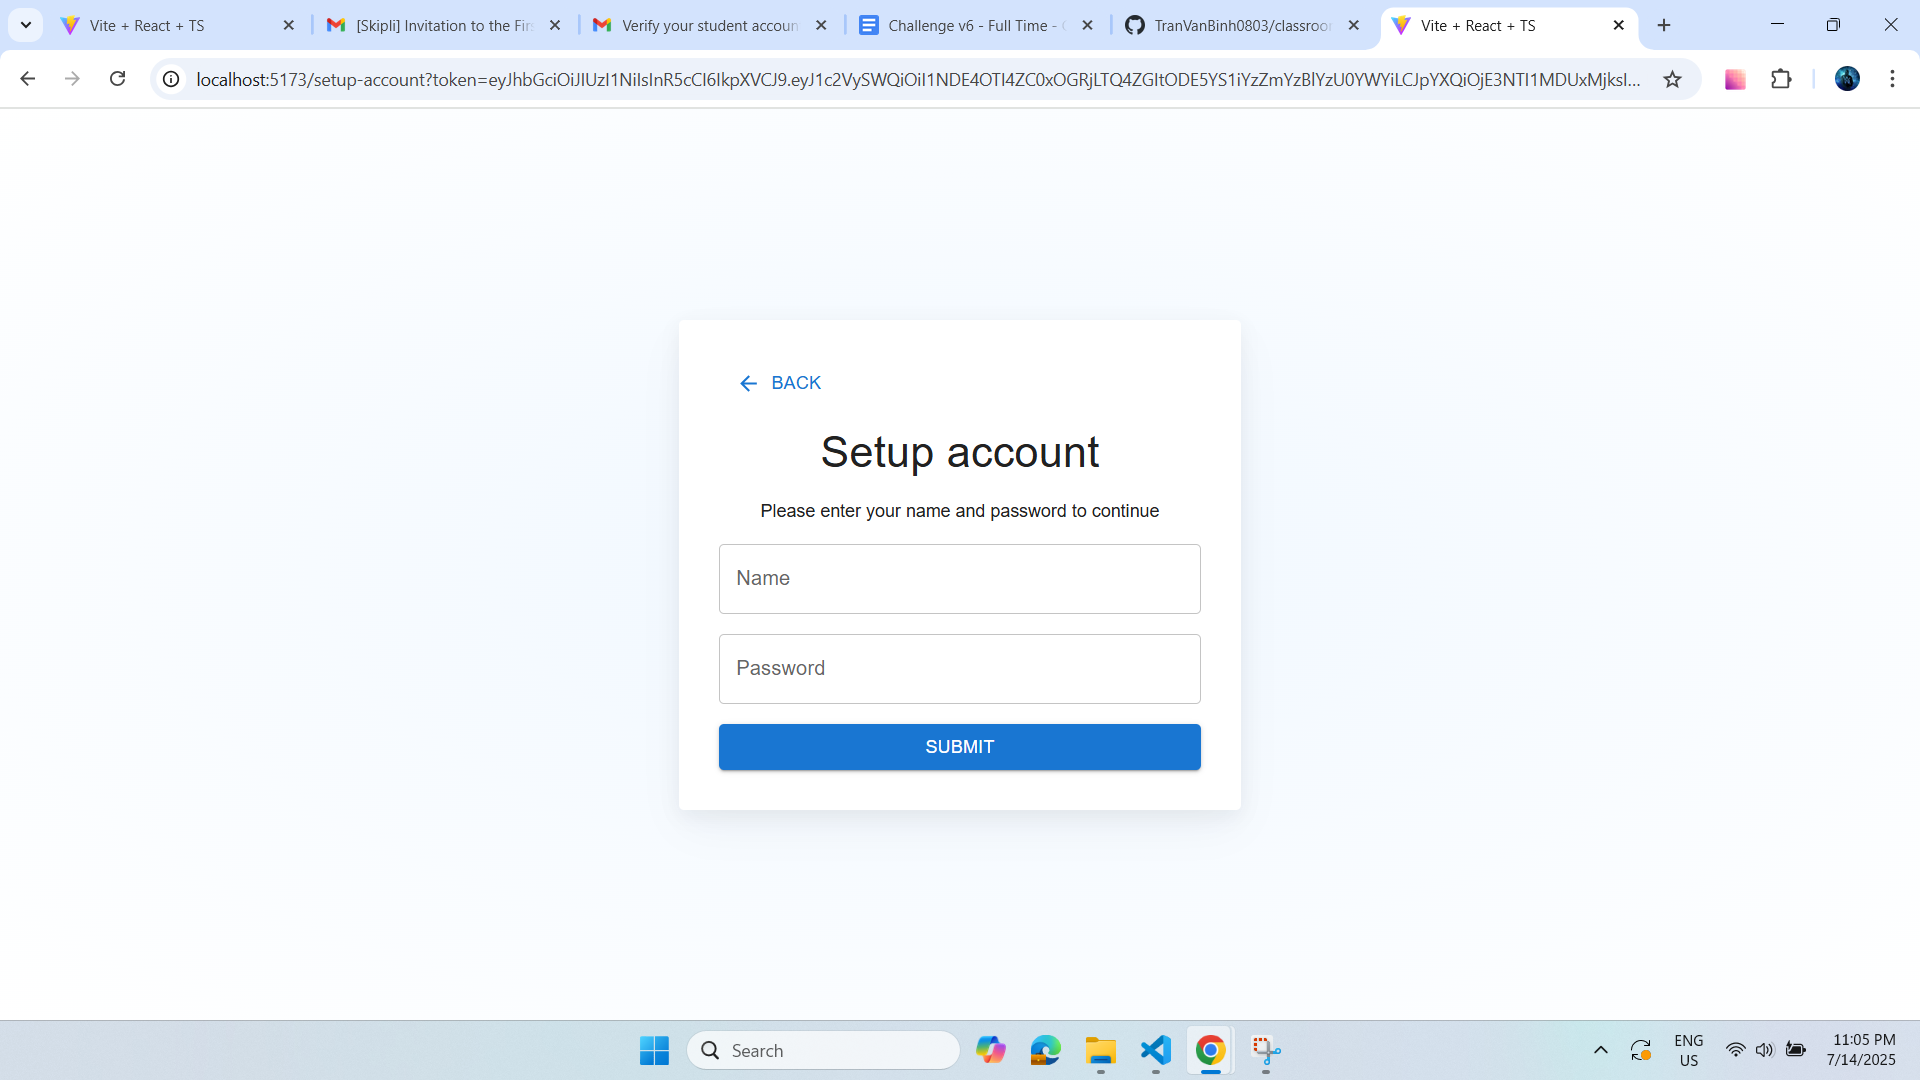 Vite + React + TS
[Skipli] Invitation to the Firs
Verify your student accoun
Challenge v6 - Full Time -
TranVanBinh0803/classroon
Vite + React + TS
localhost:5173/setup-account?token=eyJhbGciOiJIUzI1NiIsInR5cCI6IkpXVCJ9.eyJ1c2VySWQiOiI1NDE4OTI4ZC0xOGRjLTQ4ZGItODE5YS1iYzZmYzBlYzU0YWYiLCJpYXQiOjE3NTI1MDUxMjksI...
BACK
Setup account
Please enter your name and password to continue
Name
Password
SUBMIT
Search
ENG
US
11:05 PM
7/14/2025